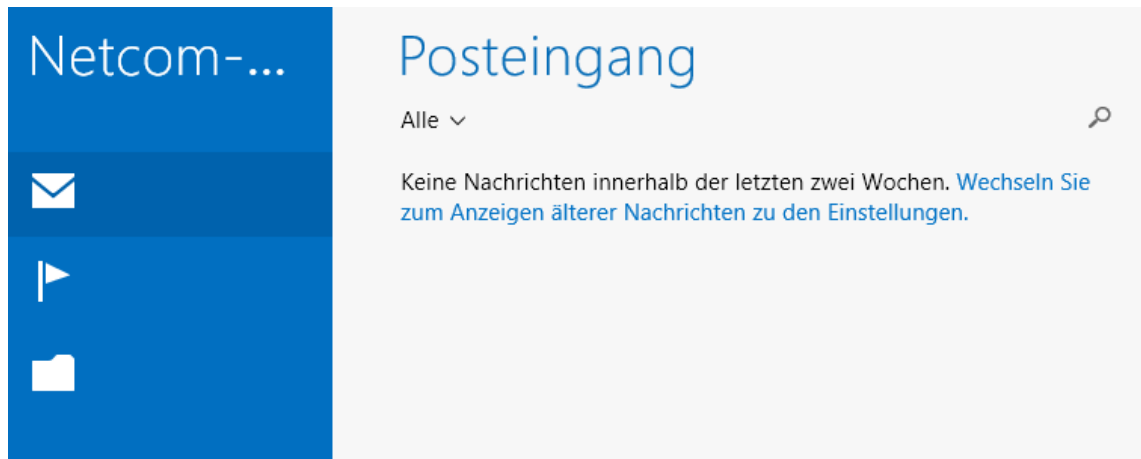 Netcom-...
Posteingang
Alle
Keine Nachrichten innerhalb der letzten zwei Wochen. Wechseln Sie
zum Anzeigen älterer Nachrichten zu den Einstellungen.